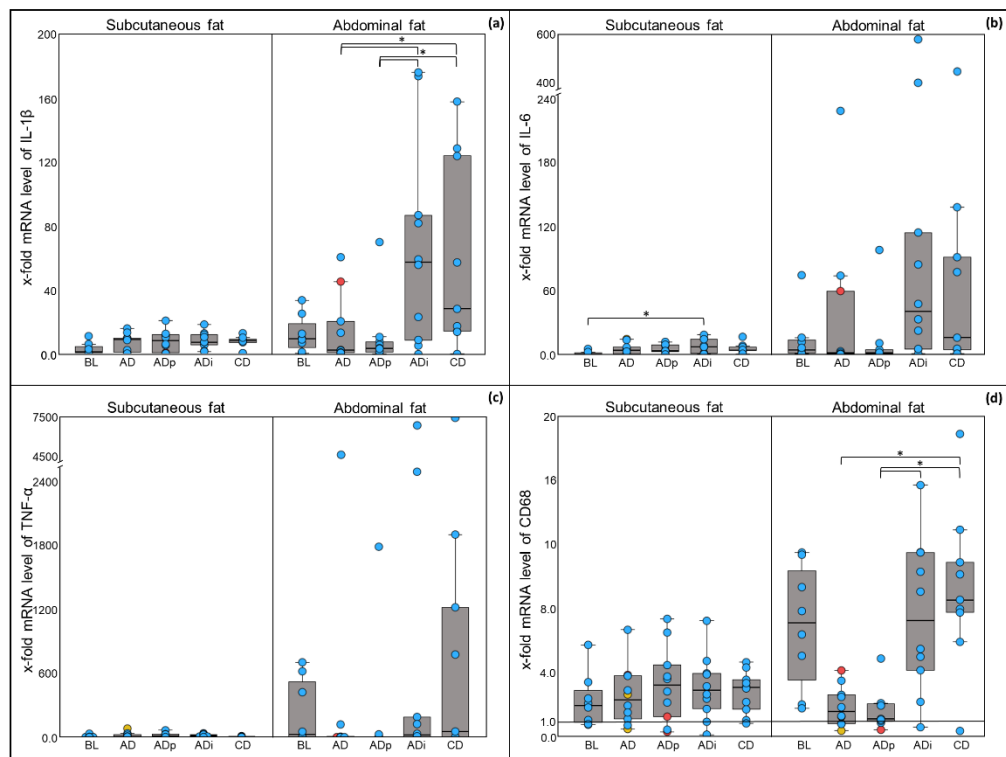 Subcutaneous fat Abdominal fat (a)
x-fold mRNA level of IL-1β
200
160
120
80
40
0.0
BL AD ADp ADi CD BL AD ADp ADi CD
* *
Subcutaneous fat Abdominal fat (b)
x-fold mRNA level of IL-6
600
400
240
180
120
60
0.0
BL AD ADp ADi CD BL AD ADp ADi CD
*
Subcutaneous fat Abdominal fat (c)
x-fold mRNA level of TNF-α
7500
4500
2400
1800
1200
600
0.0
BL AD ADp ADi CD BL AD ADp ADi CD
Subcutaneous fat Abdominal fat (d)
x-fold mRNA level of CD68
20
16
10
8.0
4.0
1.0
0.0
BL AD ADp ADi CD BL AD ADp ADi CD
* *